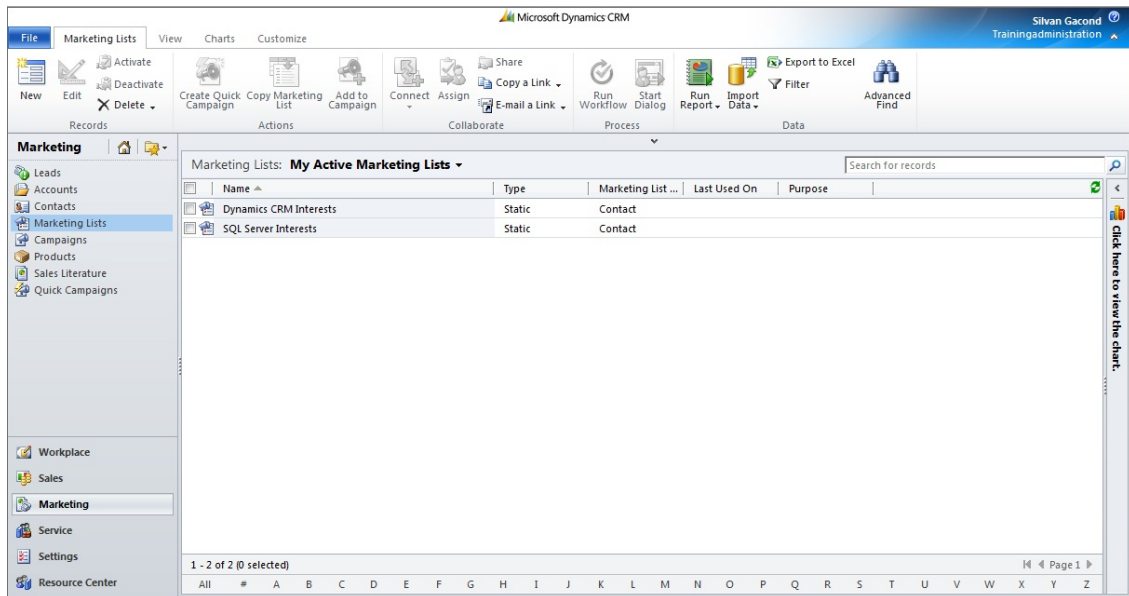 Microsoft Dynamics CRM
Silvan Gacond
Trainingadministration
File Marketing Lists View Charts Customize
New
Edit
Activate
Deactivate
Delete
Records
Create Quick Campaign
Copy Marketing List
Add to Campaign
Actions
Connect
Assign
Share
Copy a Link
E-mail a Link
Collaborate
Run Workflow
Start Dialog
Process
Run Report
Import Data
Export to Excel
Filter
Advanced Find
Data
Marketing
Leads
Accounts
Contacts
Marketing Lists
Campaigns
Products
Sales Literature
Quick Campaigns
Workplace
Sales
Marketing
Service
Settings
Resource Center
Marketing Lists: My Active Marketing Lists
Search for records
Name Type Marketing List ... Last Used On Purpose
Dynamics CRM Interests Static Contact
SQL Server Interests Static Contact
Click here to view the chart.
1 - 2 of 2 (0 selected)
Page 1
All # A B C D E F G H I J K L M N O P Q R S T U V W X Y Z